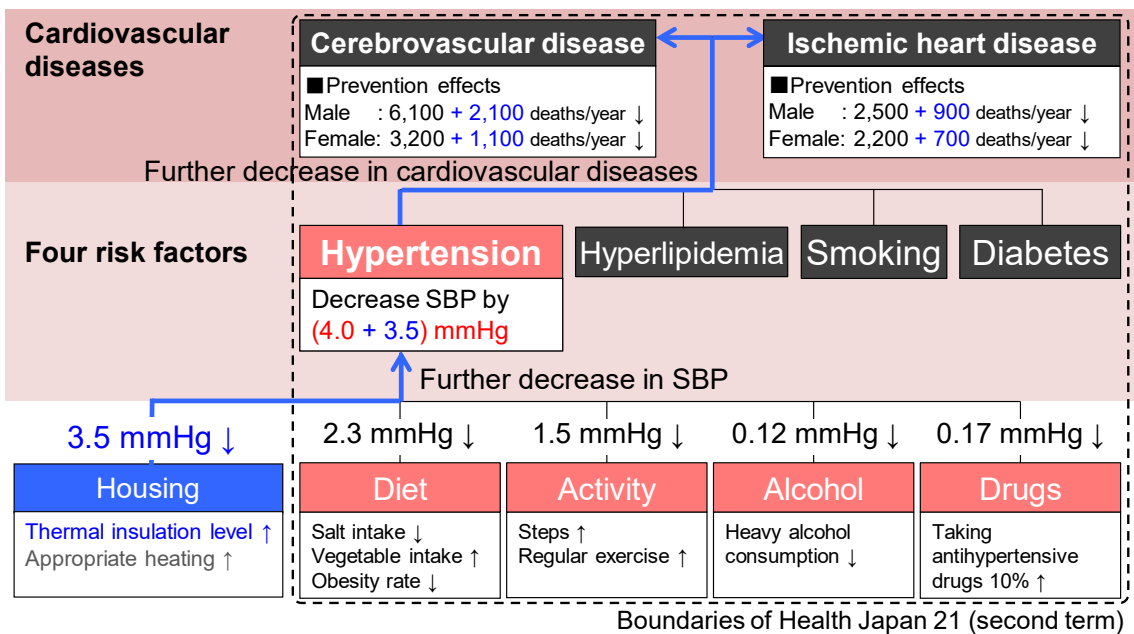 Cardiovascular
diseases
Cerebrovascular disease
■Prevention effects
Male : 6,100 + 2,100 deaths/year ↓
Female: 3,200 + 1,100 deaths/year ↓
Ischemic heart disease
■Prevention effects
Male : 2,500 + 900 deaths/year ↓
Female: 2,200 + 700 deaths/year ↓
Further decrease in cardiovascular diseases
Four risk factors
Hypertension
Decrease SBP by
(4.0 + 3.5) mmHg
Hyperlipidemia
Smoking
Diabetes
Further decrease in SBP
3.5 mmHg ↓
Housing
Thermal insulation level ↑
Appropriate heating ↑
2.3 mmHg ↓
Diet
Salt intake ↓
Vegetable intake ↑
Obesity rate ↓
1.5 mmHg ↓
Activity
Steps ↑
Regular exercise ↑
0.12 mmHg ↓
Alcohol
Heavy alcohol
consumption ↓
0.17 mmHg ↓
Drugs
Taking
antihypertensive
drugs 10% ↑
Boundaries of Health Japan 21 (second term)